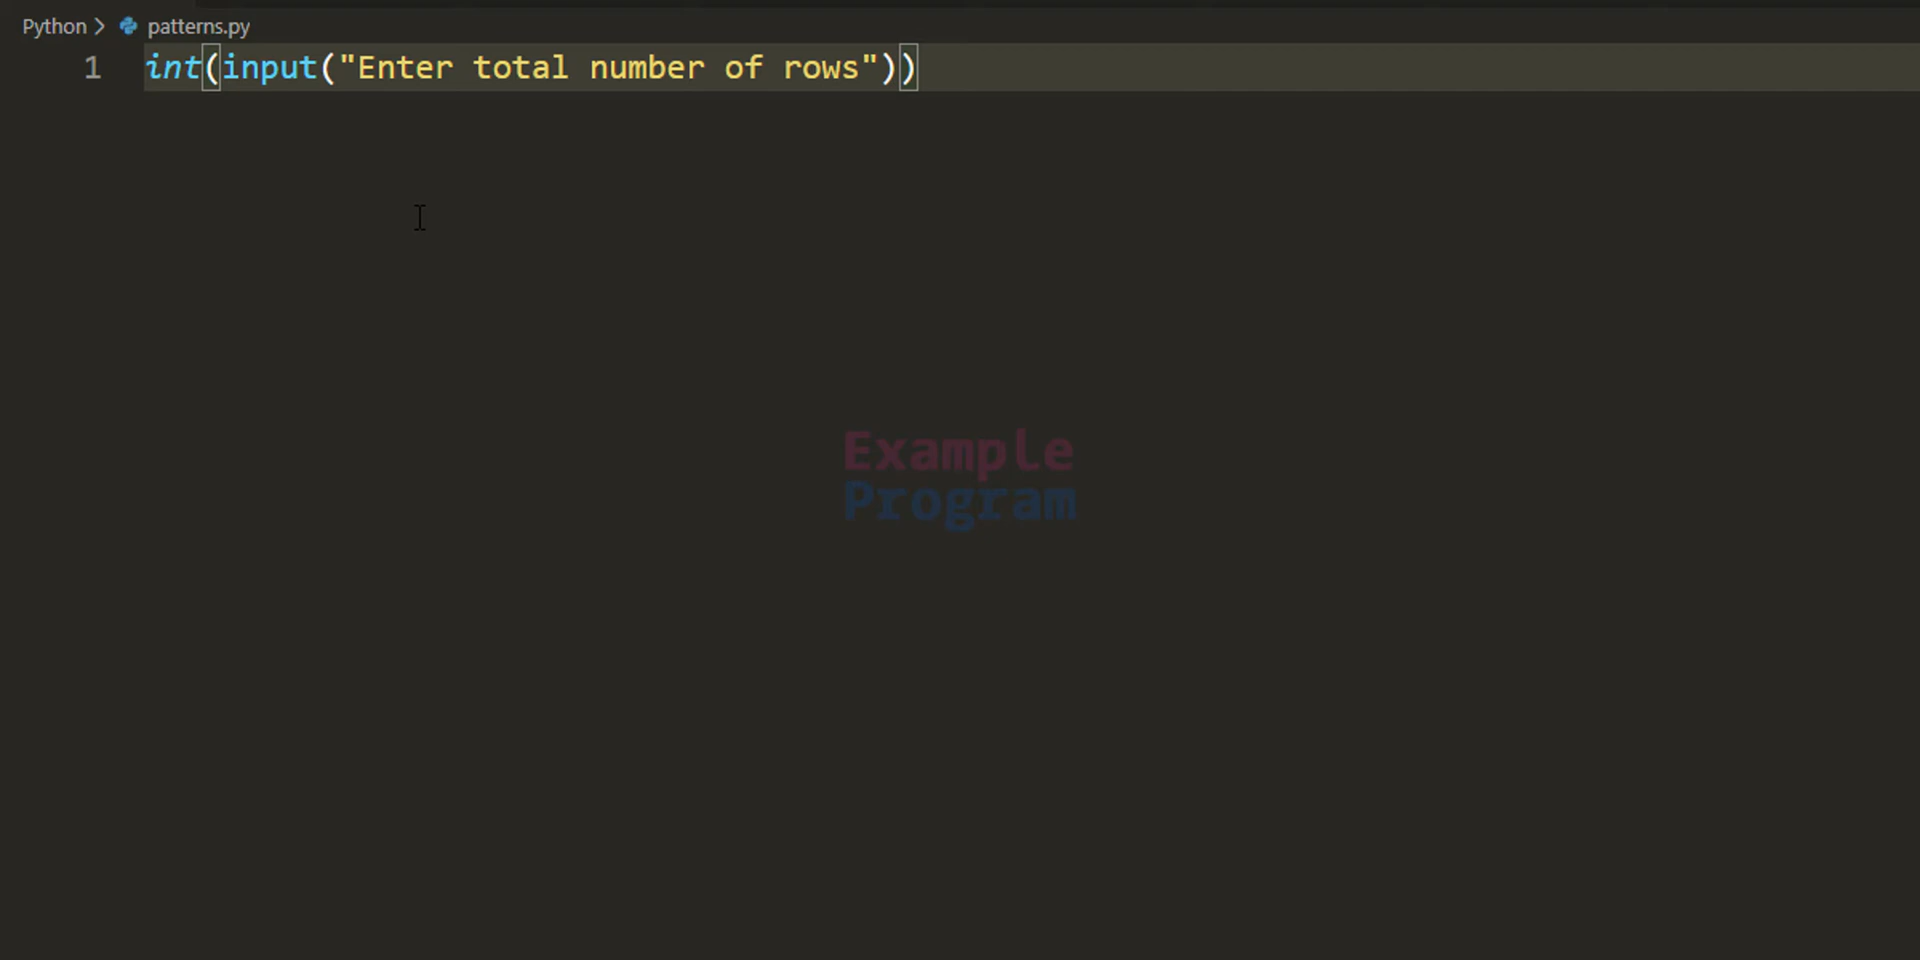 Python > patterns.py
1 int(input("Enter total number of rows"))
Example
Program